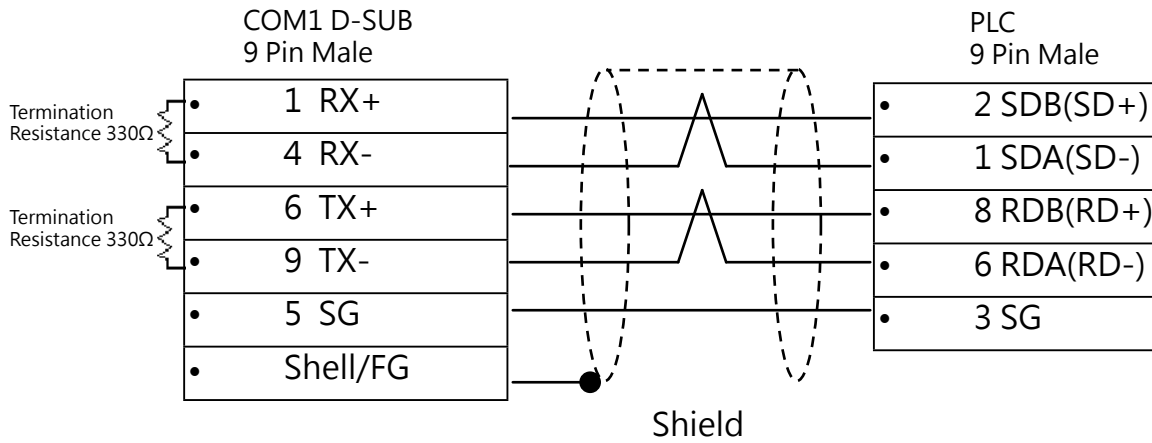 COM1 D-SUB
9 Pin Male
PLC
9 Pin Male
Termination
Resistance 330Ω
1 RX+
4 RX-
Termination
Resistance 330Ω
6 TX+
9 TX-
5 SG
Shell/FG
2 SDB(SD+)
1 SDA(SD-)
8 RDB(RD+)
6 RDA(RD-)
3 SG
Shield